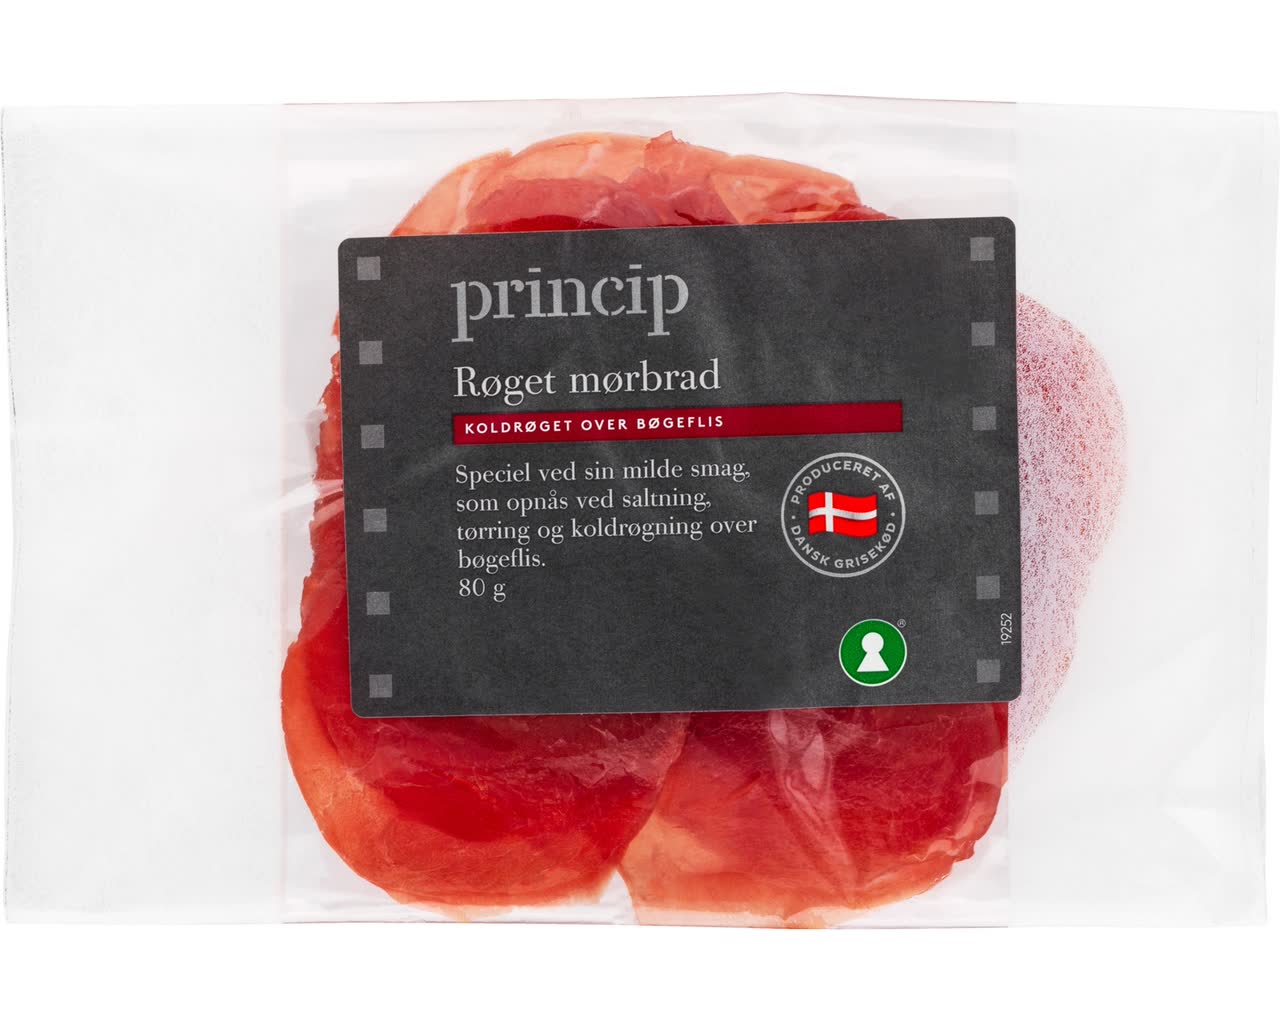 princip
Røget mørbrad
KOLDRØGET OVER BØGEFLIS
Speciel ved sin milde smag,
som opnås ved saltning,
tørring og koldrøgning over
bøgeflis.
80 g
PRODUCERET AF
DANSK GRISEKØD
®
19252